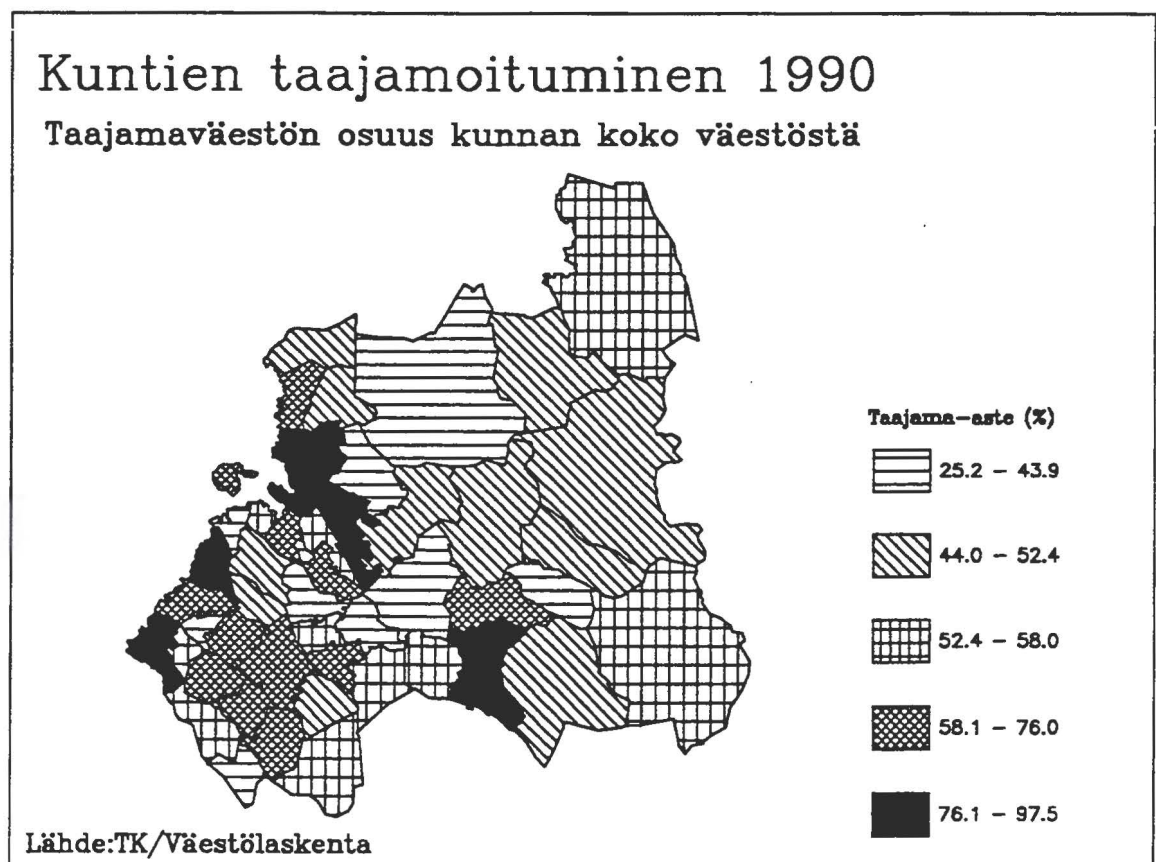 Kuntien taajamoituminen 1990
Taajamaväestön osuus kunnan koko väestöstä
Taajama-aste (%)
25.2 - 43.9
44.0 - 52.4
52.4 - 58.0
58.1 - 76.0
76.1 - 97.5
Lähde:TK/Väestölaskenta